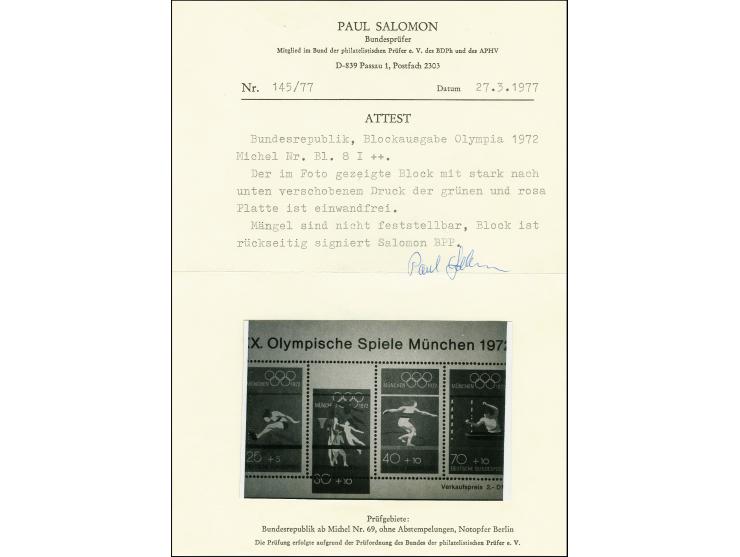 PAUL SALOMON
Bundesprüfer
Mitglied im Bund der philatelistischen Prüfer e. V. des BDPh und des APHV
D-839 Passau 1, Postfach 2303
Nr. 145/77 Datum 27.3.1977
ATTEST
Bundesrepublik, Blockausgabe Olympia 1972
Michel Nr. Bl. 8 I ++.
Der im Foto gezeigte Block mit stark nach
unten verschobenem Druck der grünen und rosa
Platte ist einwandfrei.
Mängel sind nicht feststellbar, Block ist
rückseitig signiert Salomon BPP.
Paul Salomon
XX. Olympische Spiele München 1972
MÜNCHEN 1972 MÜNCHEN 1972 MÜNCHEN 1972 MÜNCHEN 1972
25 +5 30 +10 40 +10 70 +10
DEUTSCHE BUNDESPOST
Verkaufspreis 2.- D
Prüfgebiete:
Bundesrepublik ab Michel Nr. 69, ohne Abstempelungen, Notopfer Berlin
Die Prüfung erfolgte aufgrund der Prüfordnung des Bundes der philatelistischen Prüfer e. V.